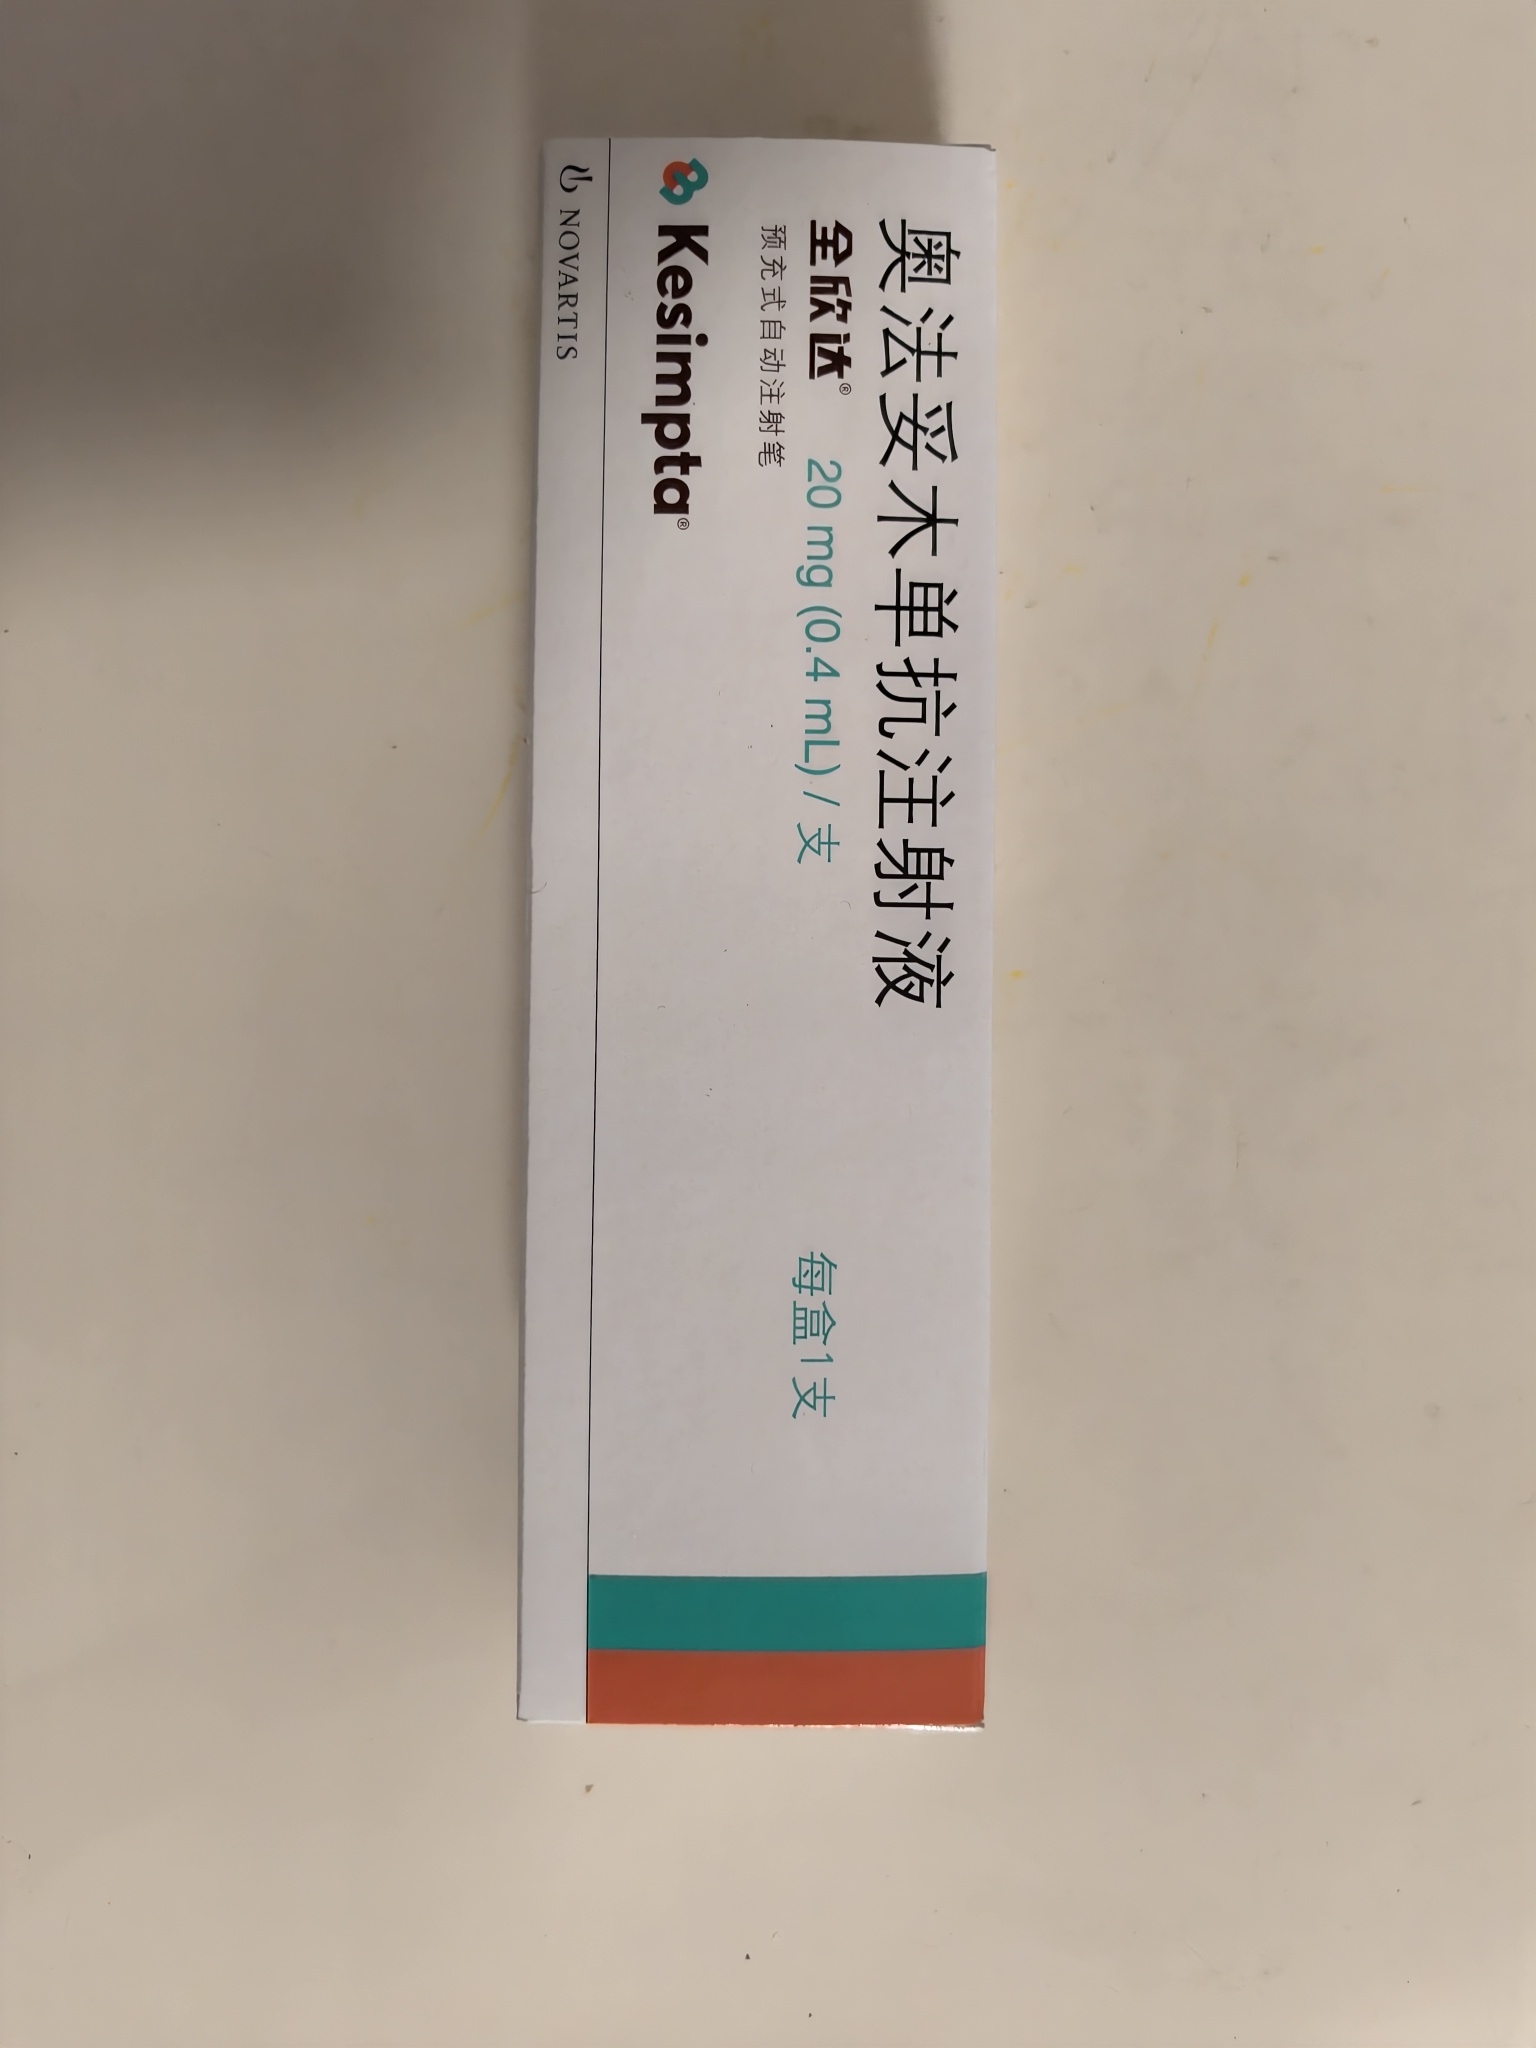 奥法妥木单抗注射液
全欣达® 20 mg (0.4 mL) / 支 每盒1支
预充式自动注射笔
Kesimpta®
NOVARTIS